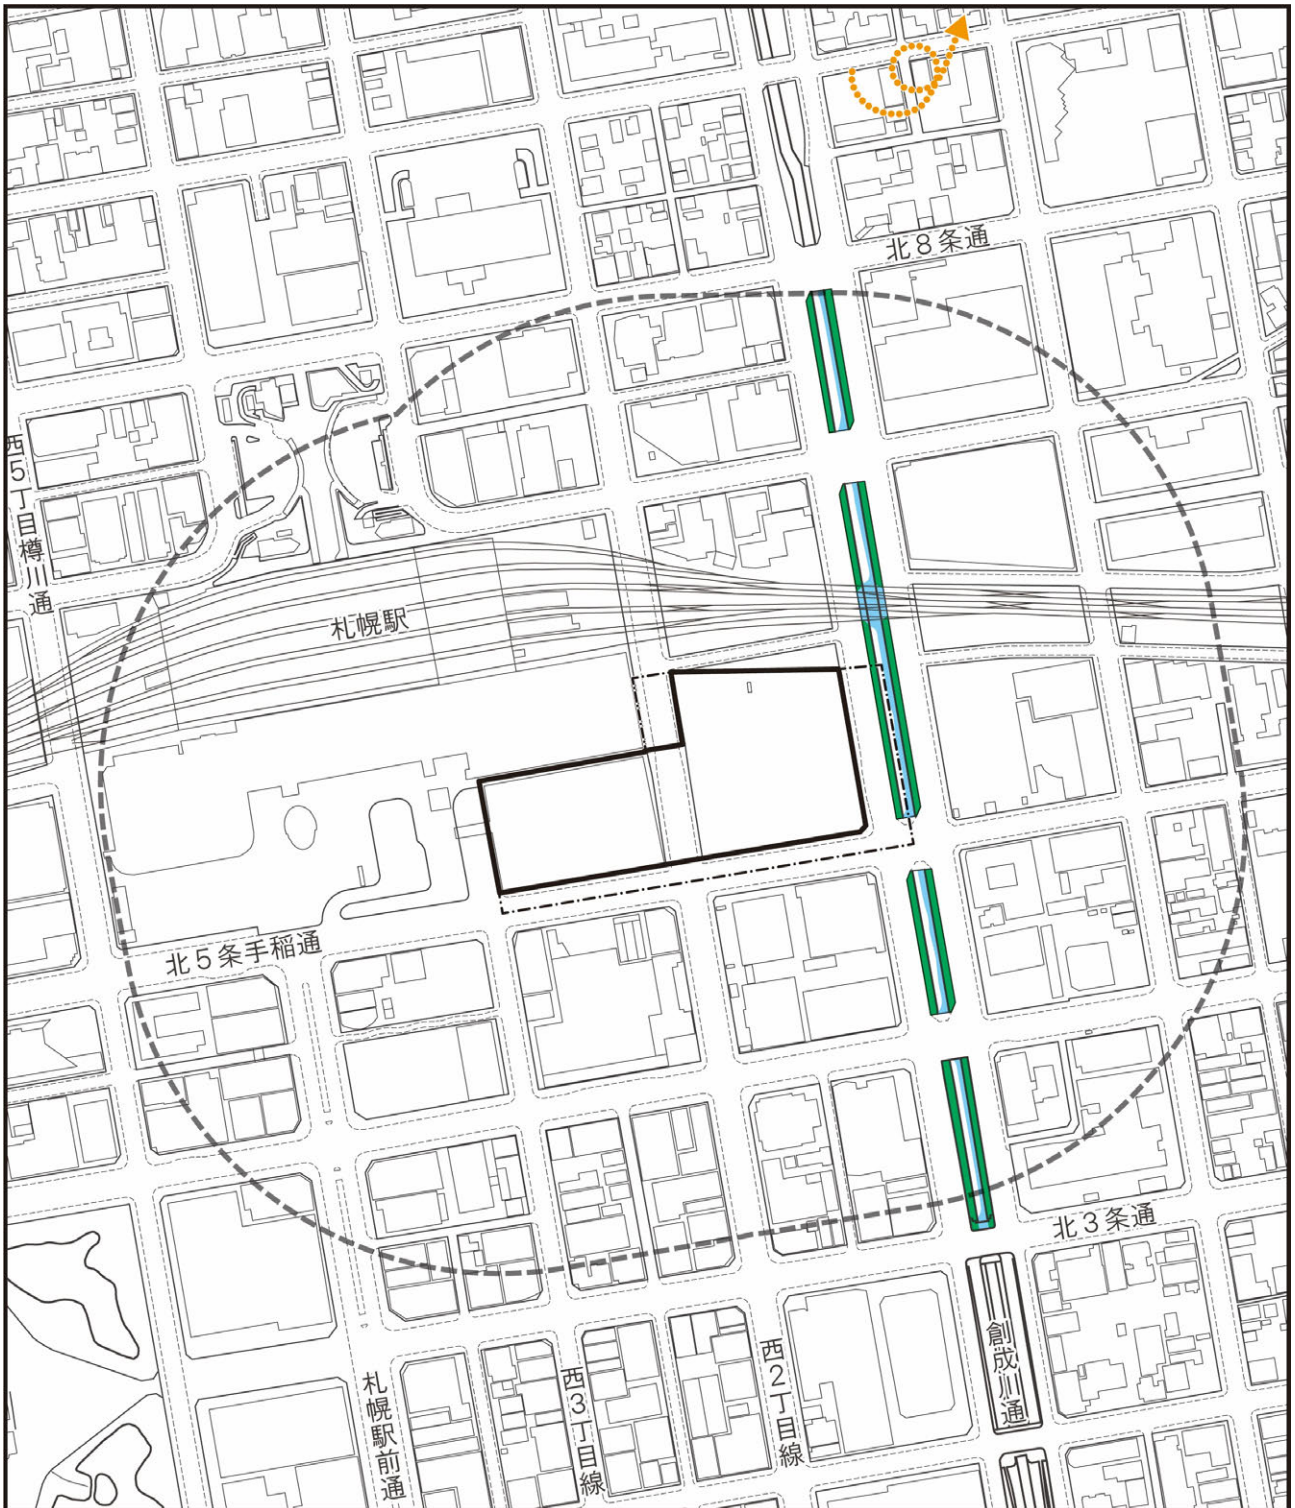 北8条通
西5丁目樽川通
札幌駅
北5条手稲通
北3条通
創成川通
西2丁目線
西3丁目線
札幌駅前通